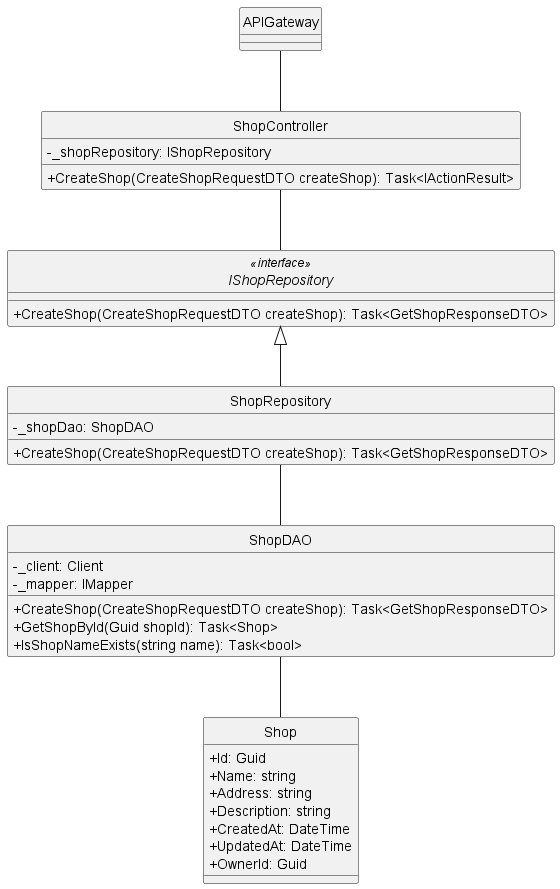 APIGateway
ShopController
-_shopRepository: IShopRepository
+CreateShop(CreateShopRequestDTO createShop): Task<IActionResult>
«interface»
IShopRepository
+CreateShop(CreateShopRequestDTO createShop): Task<GetShopResponseDTO>
ShopRepository
-_shopDao: ShopDAO
+CreateShop(CreateShopRequestDTO createShop): Task<GetShopResponseDTO>
ShopDAO
-_client: Client
-_mapper: IMapper
+CreateShop(CreateShopRequestDTO createShop): Task<GetShopResponseDTO>
+GetShopById(Guid shopId): Task<Shop>
+IsShopNameExists(string name): Task<bool>
Shop
+Id: Guid
+Name: string
+Address: string
+Description: string
+CreatedAt: DateTime
+UpdatedAt: DateTime
+OwnerId: Guid